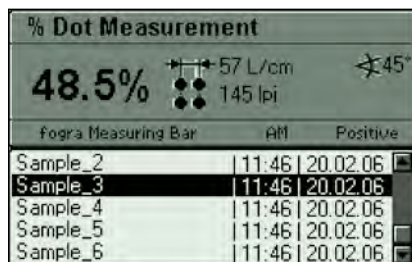 % Dot Measurement
48.5% 57 L/cm 45°
145 lpi
fogra Measuring Bar AM Positive
Sample_2 | 11:46 | 20.02.06
Sample_3 | 11:46 | 20.02.06
Sample_4 | 11:46 | 20.02.06
Sample_5 | 11:46 | 20.02.06
Sample_6 | 11:46 | 20.02.06